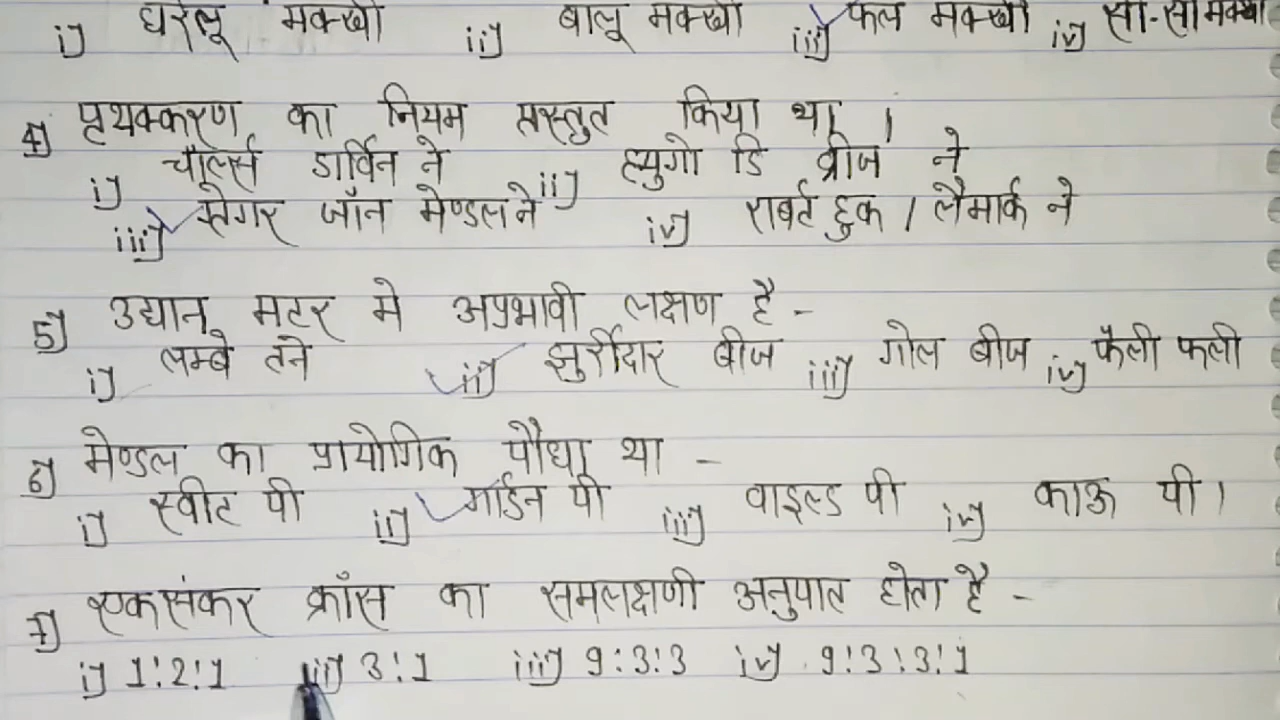 i) घरेलू मक्खी ii) बालू मक्खी iii) फल मक्खी iv) सी-सी मक्खी
4) पृथक्करण का नियम प्रस्तुत किया था ।
i) चार्ल्स डार्विन ने ii) ह्युगो डि व्रीज ने
iii) ग्रेगर जॉन मेण्डल ने iv) राबर्ट हुक / लैमार्क ने
5) उद्यान मटर मे अप्रभावी लक्षण है -
i) लम्बे तने ii) झुर्रीदार बीज iii) गोल बीज iv) फैली फली
6) मेण्डल का प्रायोगिक पौधा था -
i) स्वीट पी ii) गार्डन पी iii) वाइल्ड पी iv) काऊ पी ।
7) एकसंकर क्रॉस का समलक्षणी अनुपात होता है -
i) 1:2:1 ii) 3:1 iii) 9:3:3 iv) 9:3:3:1